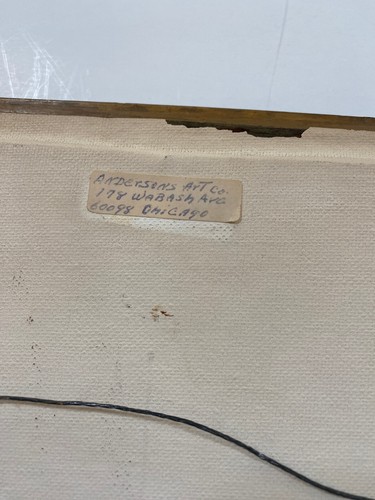 ANDersoNs ArT Co.
178 WABAsh Ave
60098 ChicAgo